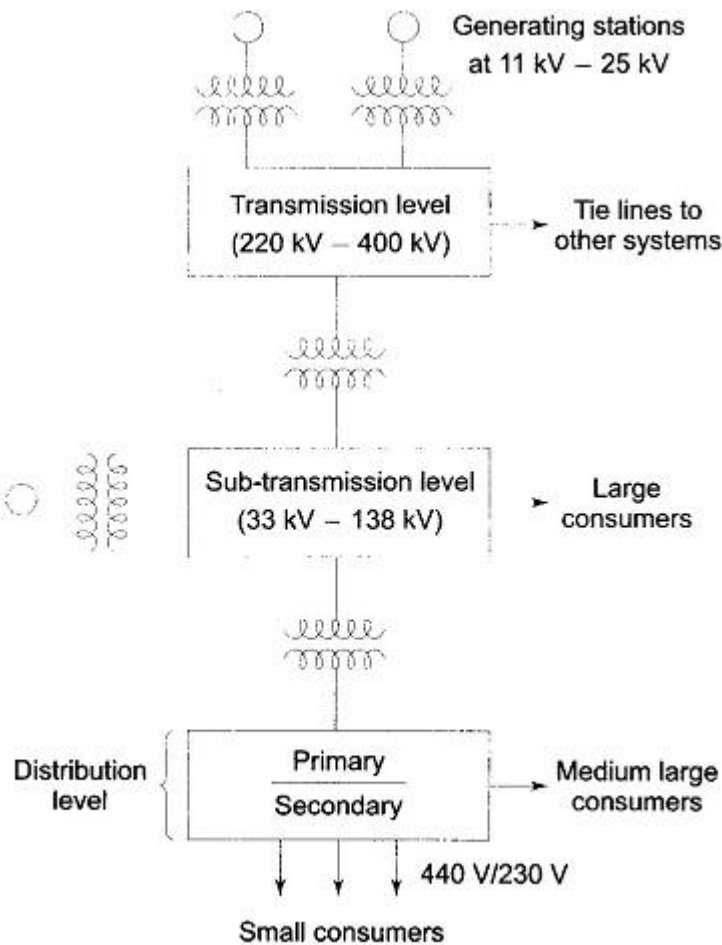 Generating stations
at 11 kV – 25 kV
Transmission level
(220 kV – 400 kV)
Tie lines to
other systems
Sub-transmission level
(33 kV – 138 kV)
Large
consumers
Distribution
level
Primary
Secondary
Medium large
consumers
440 V/230 V
Small consumers